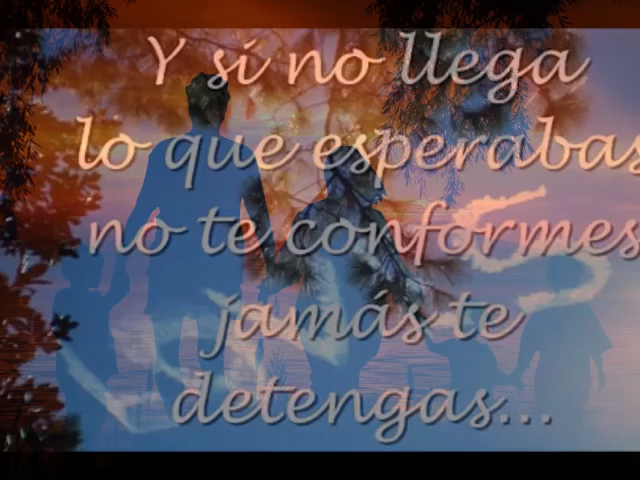 Y si no llega
lo que esperabas
no te conformes
jamás te
detengas...